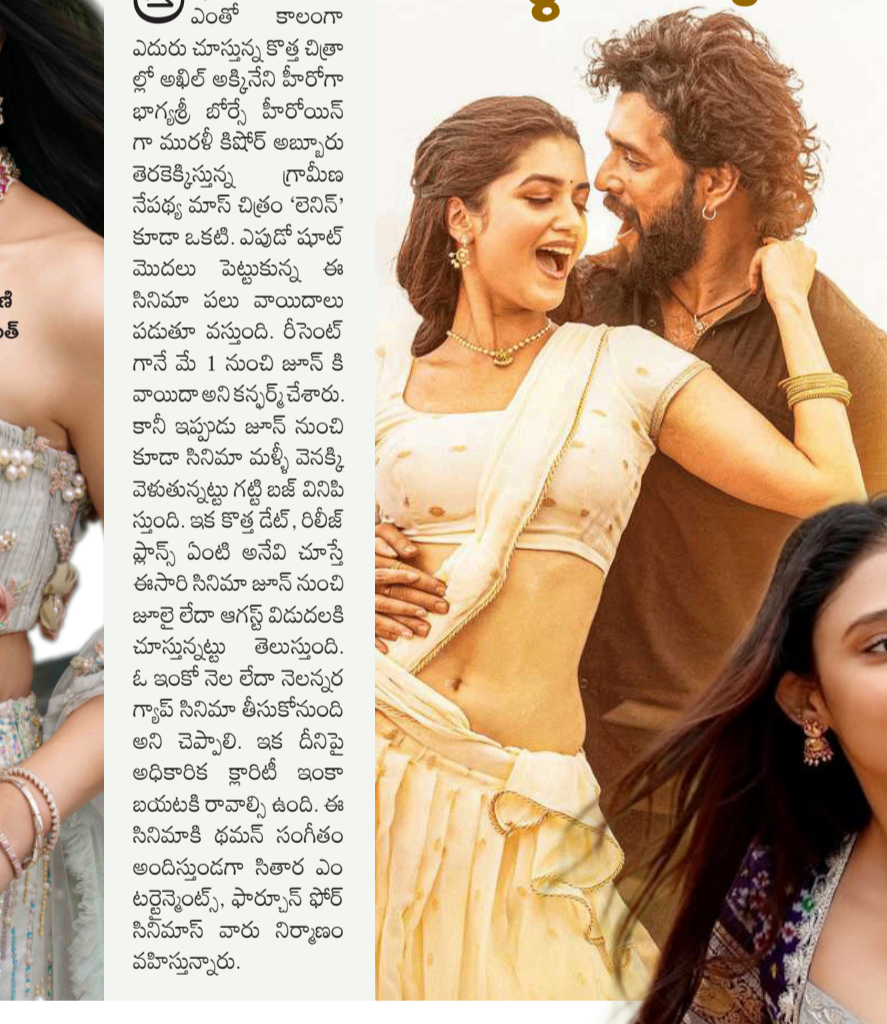 ఎంతో కాలంగా
ఎదురు చూస్తున్న కొత్త చిత్రా
ల్లో అఖిల్ అక్కినేని హీరోగా
భాగ్యశ్రీ బోర్సే హీరోయిన్
గా మురళీ కిషోర్ అబ్బూరు
తెరకెక్కిస్తున్న గ్రామీణ
నేపథ్య మాస్ చిత్రం ‘లెనిన్’
కూడా ఒకటి. ఎపుడో షూట్
మొదలు పెట్టుకున్న ఈ
సినిమా పలు వాయిదాలు
పడుతూ వస్తుంది. రీసెంట్
గానే మే 1 నుంచి జూన్ కి
వాయిదా అని కన్ఫర్మ్ చేశారు.
కానీ ఇప్పుడు జూన్ నుంచి
కూడా సినిమా మళ్ళీ వెనక్కి
వెళుతున్నట్టు గట్టి బజ్ వినిపి
స్తుంది. ఇక కొత్త డేట్, రిలీజ్
ప్లాన్స్ ఏంటి అనేవి చూస్తే
ఈసారి సినిమా జూన్ నుంచి
జూలై లేదా ఆగస్ట్ విడుదలకి
చూస్తున్నట్టు తెలుస్తుంది.
ఓ ఇంకో నెల లేదా నెలన్నర
గ్యాప్ సినిమా తీసుకోనుంది
అని చెప్పాలి. ఇక దీనిపై
అధికారిక క్లారిటీ ఇంకా
బయటకి రావాల్సి ఉంది. ఈ
సినిమాకి థమన్ సంగీతం
అందిస్తుండగా సితార ఎం
టర్టైన్మెంట్స్, ఫార్చూన్ ఫోర్
సినిమాస్ వారు నిర్మాణం
వహిస్తున్నారు.